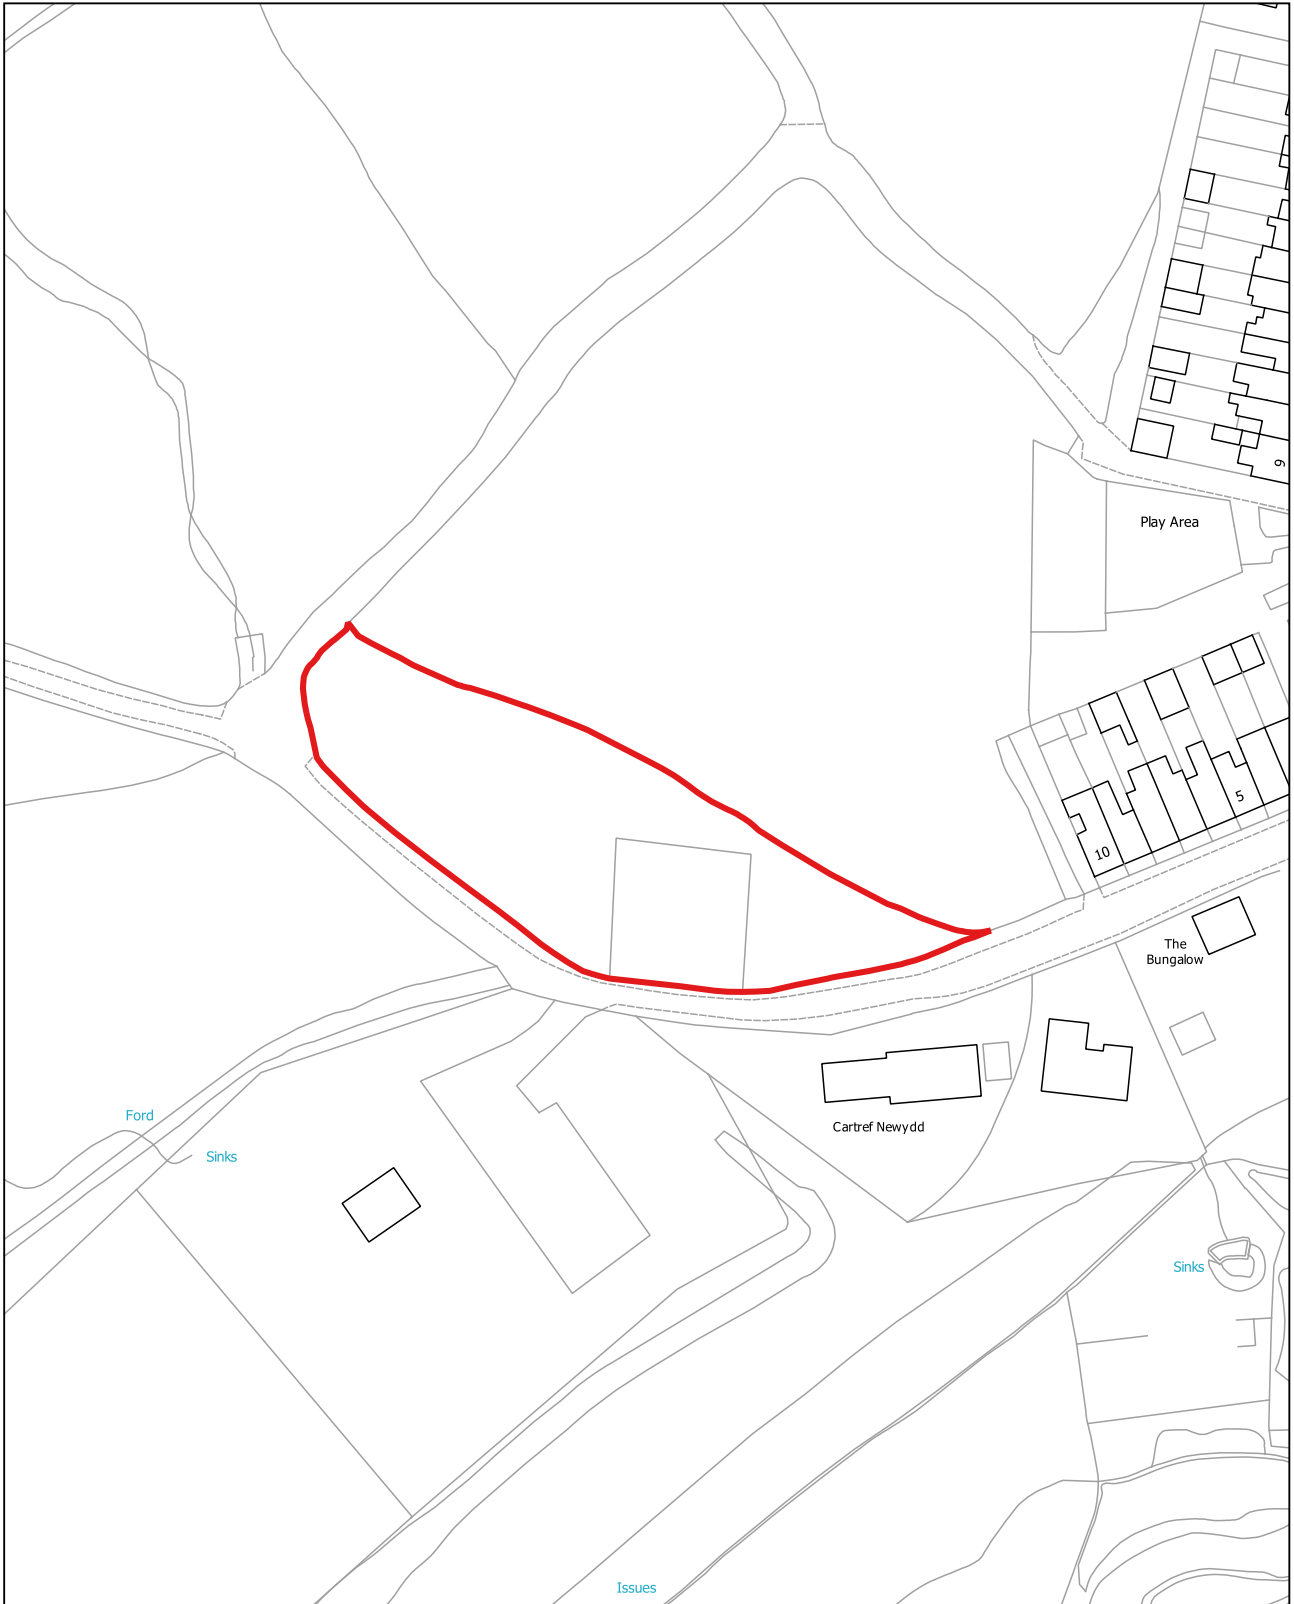 9
Play Area
5
10
The
Bungalow
Ford
Cartref Newydd
Sinks
Sinks
Issues